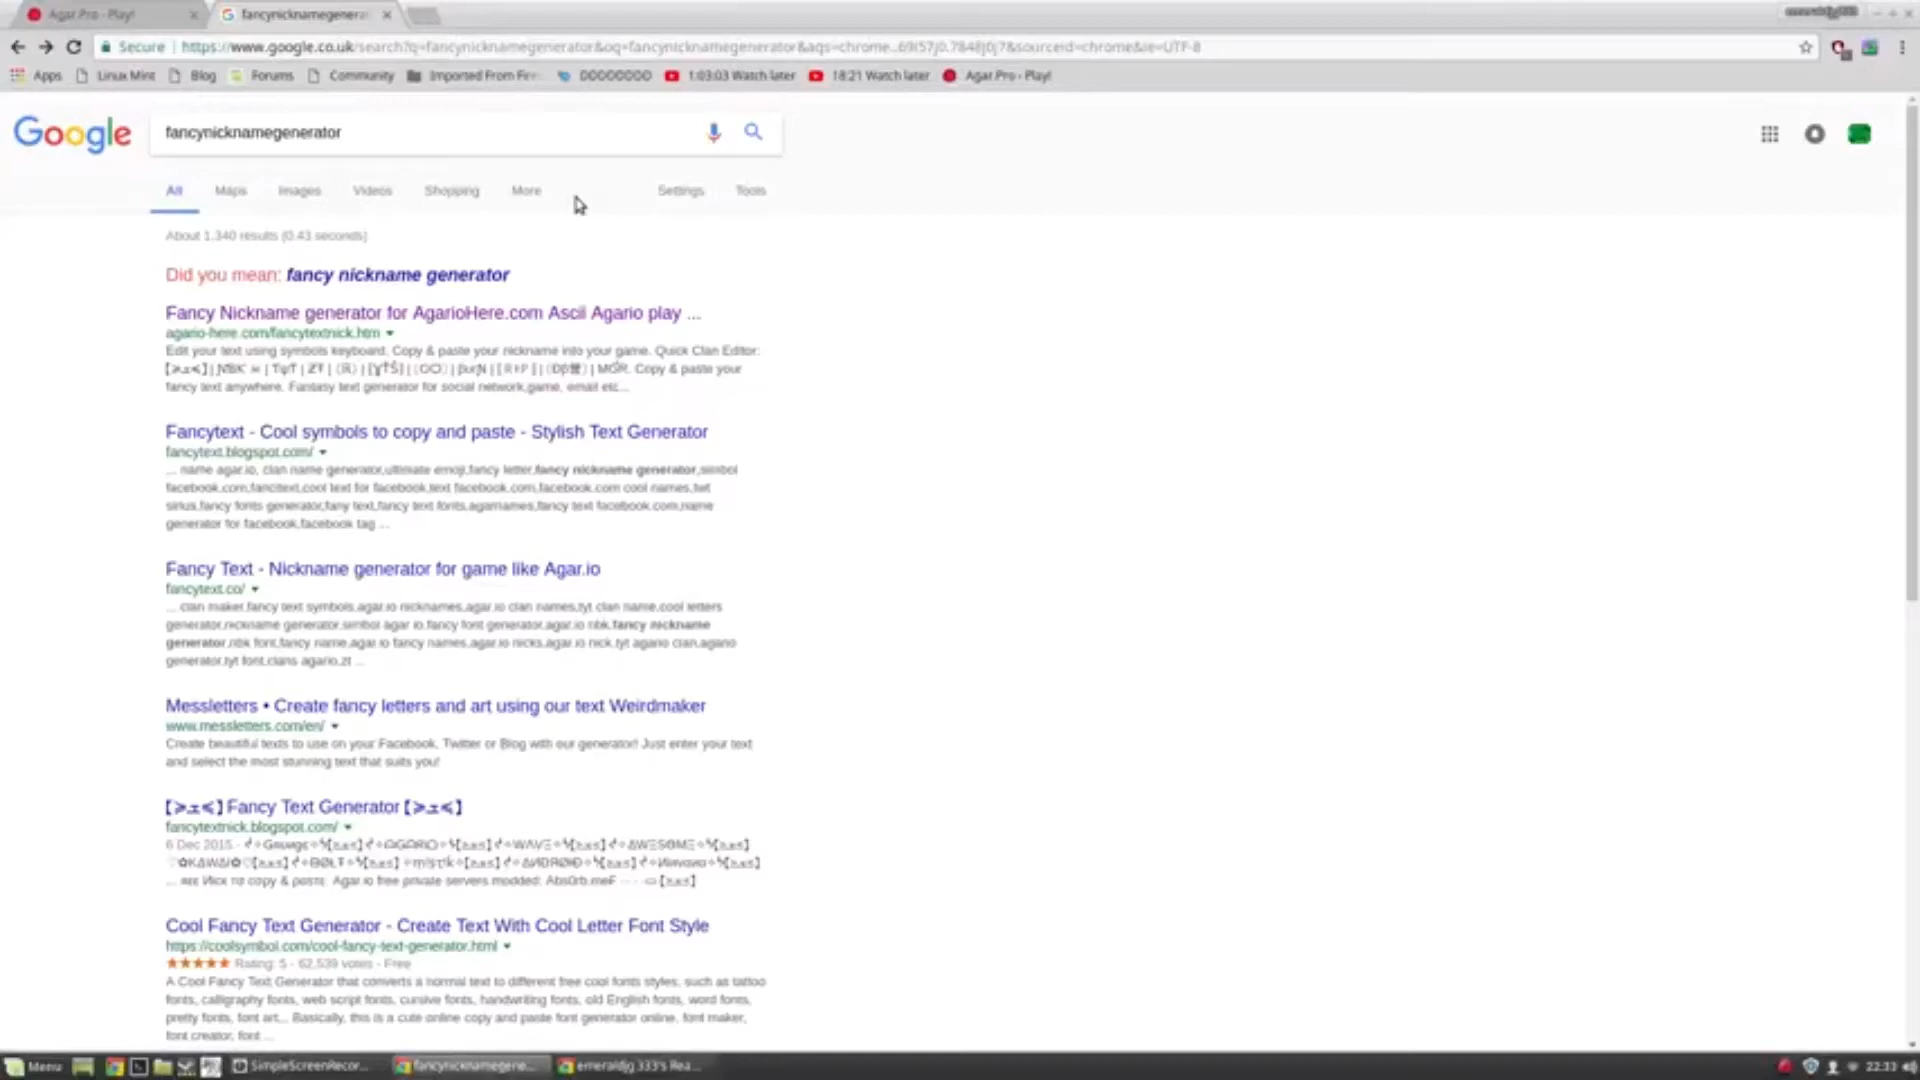 Agar.Pro - Play!
fancynicknamegenera
Secure | https://www.google.co.uk/search?q=fancynicknamegenerator&oq=fancynicknamegenerator&aqs=chrome..69i57j0.7848j0j7&sourceid=chrome&ie=UTF-8
Apps Linux Mint Blog Forums Community Imported From Fire DDDDDDDD 1:03:03 Watch later 18:21 Watch later Agar.Pro - Play!
Google
fancynicknamegenerator
All Maps Images Videos Shopping More Settings Tools
About 1,340 results (0.43 seconds)
Did you mean: fancy nickname generator
Fancy Nickname generator for AgarioHere.com Ascii Agario play ...
agario-here.com/fancytextnick.htm
Edit your text using symbols keyboard. Copy & paste your nickname into your game. Quick Clan Editor:
Copy & paste your
fancy text anywhere. Fantasy text generator for social network,game, email etc...
Fancytext - Cool symbols to copy and paste - Stylish Text Generator
fancytext.blogspot.com/
... name agar.io, clan name generator,ultimate emoji,fancy letter,fancy nickname generator,simbol
facebook.com,fancitext,cool text for facebook,text facebook.com,facebook.com cool names,twt
sirius,fancy fonts generator,fany text,fancy text fonts,agarnames,fancy text facebook.com,name
generator for facebook,facebook tag ...
Fancy Text - Nickname generator for game like Agar.io
fancytext.co/
... clan maker,fancy text symbols,agar.io nicknames,agar.io clan names,tyt clan name,cool letters
generator,nickname generator,simbol agar io,fancy font generator,agar.io nbk,fancy nickname
generator,nbk font,fancy name,agar io fancy names,agar.io nicks,agar io nick,tyt agario clan,agario
generator,tyt font,clans agario,zt ...
Messletters • Create fancy letters and art using our text Weirdmaker
www.messletters.com/en/
Create beautiful texts to use on your Facebook, Twitter or Blog with our generator! Just enter your text
and select the most stunning text that suits you!
【≽ܫ≼】Fancy Text Generator【≽ܫ≼】
fancytextnick.blogspot.com/
6 Dec 2015 -
... copy & paste. Agar.io free private servers modded:
Cool Fancy Text Generator - Create Text With Cool Letter Font Style
https://coolsymbol.com/cool-fancy-text-generator.html
★★★★★ Rating: 5 - 62,539 votes - Free
A Cool Fancy Text Generator that converts a normal text to different free cool fonts styles, such as tattoo
fonts, calligraphy fonts, web script fonts, cursive fonts, handwriting fonts, old English fonts, word fonts,
pretty fonts, font art... Basically, this is a cute online copy and paste font generator online, font maker,
font creator, font ...
Menu SimpleScreenRecor... fancynicknamegene... emeraldjg 333's Rea... 22:33